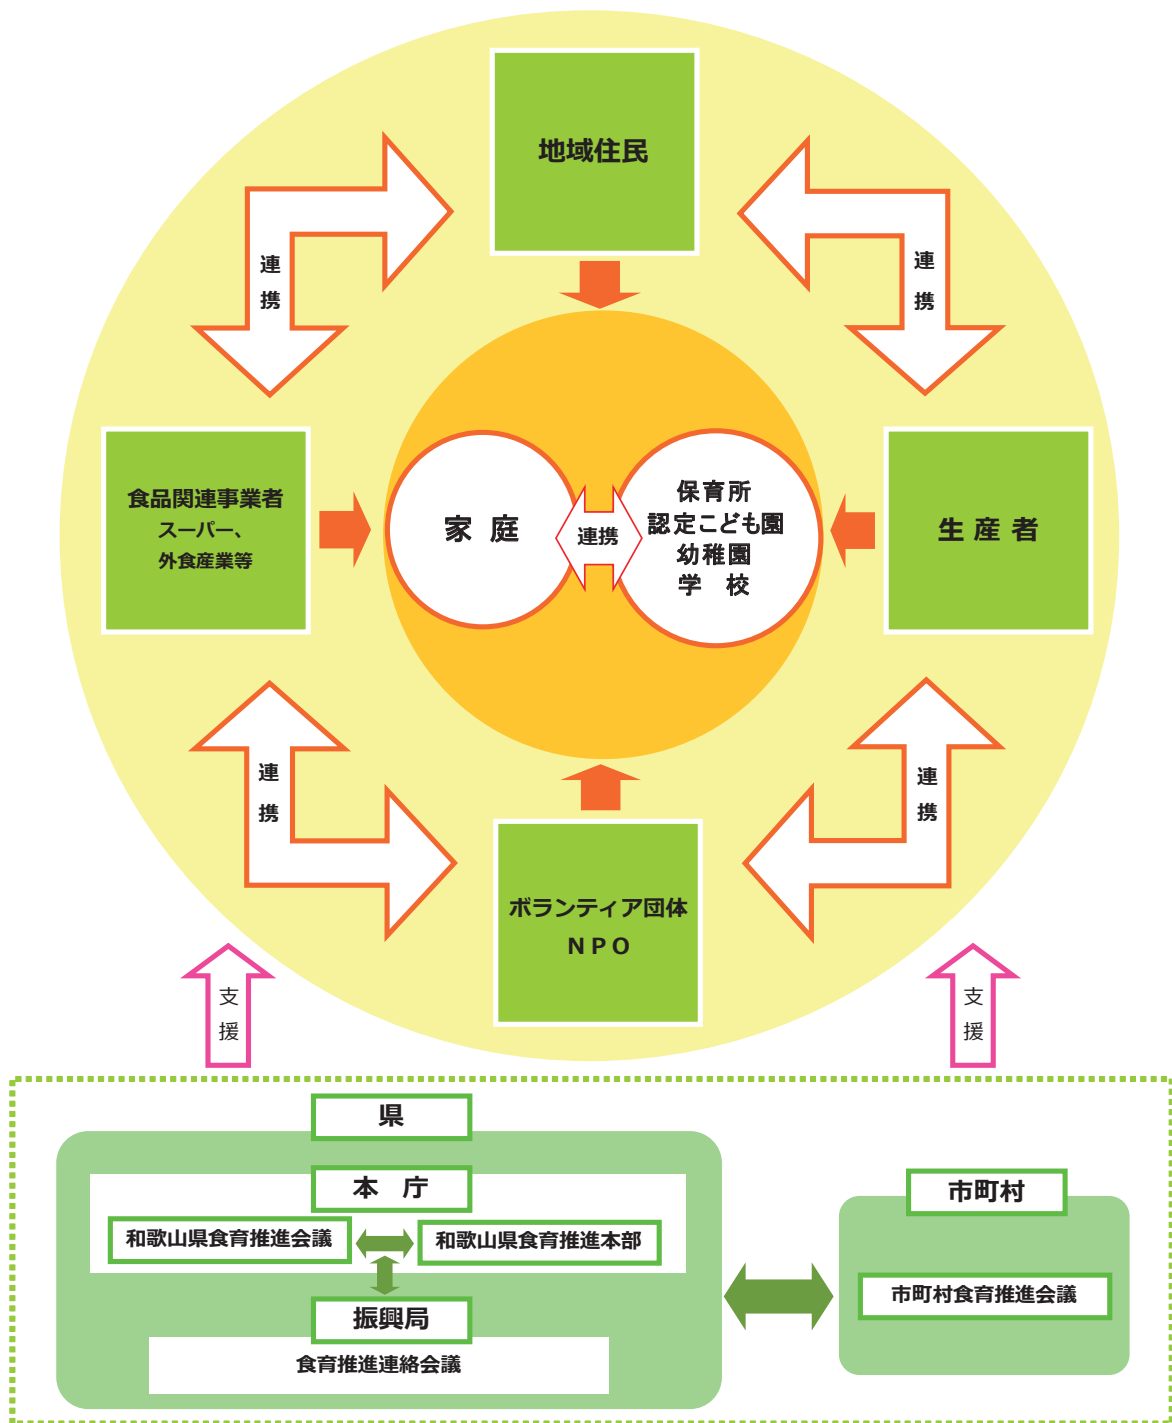 地域住民
連
携
連
携
食品関連事業者
スーパー、
外食産業等
家 庭
連携
保育所
認定こども園
幼稚園
学 校
生 産 者
連
携
連
携
ボランティア団体
NPO
支
援
支
援
県
本 庁
和歌山県食育推進会議
和歌山県食育推進本部
振興局
食育推進連絡会議
市町村
市町村食育推進会議